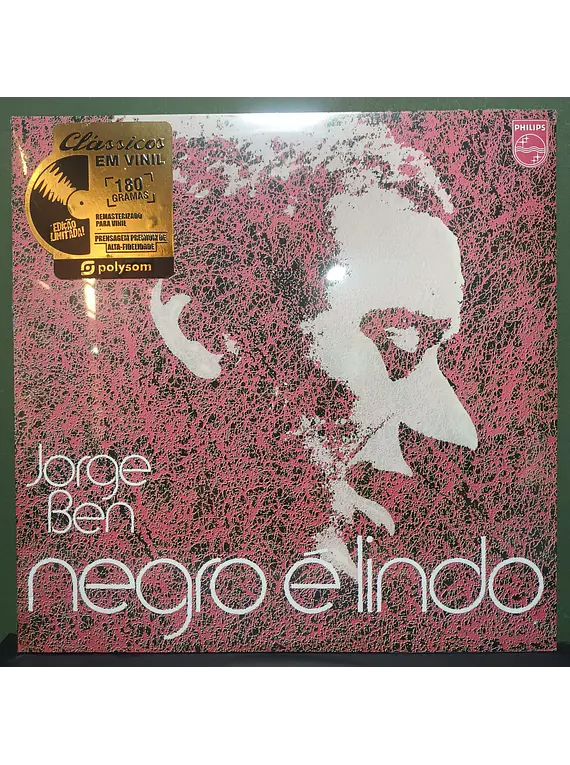 Clássicos
EM VINIL
180
GRAMAS
REMASTERIZADO
PARA VINIL
EDIÇÃO
LIMITADA!
PRENSAGEM PREMIUM DE
ALTA-FIDELIDADE
polysom
PHILIPS
Jorge
Ben
negro é lindo